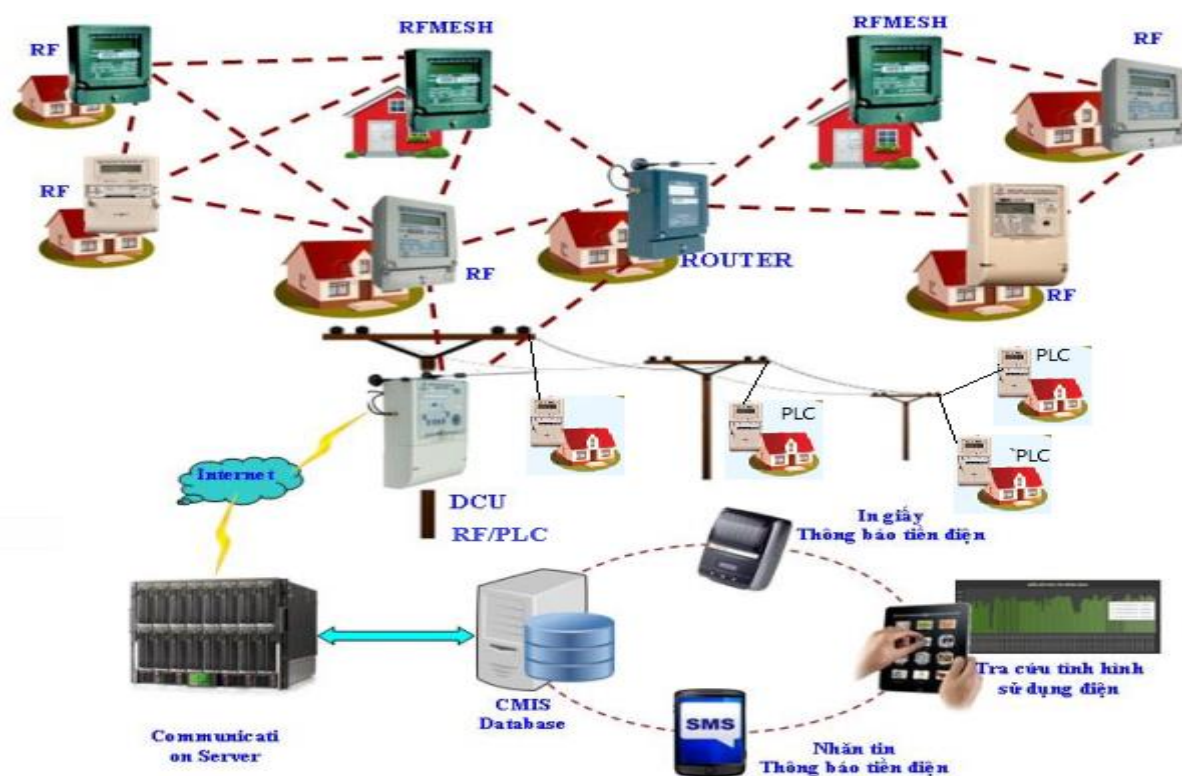 RFMESH
RFMESH
RF
RF
RF
RF
ROUTER
RF
PLC
PLC
`PLC
Internet
DCU
RF/PLC
In giấy
Thông báo tiền điện
SMS
Tra cứu tình hình
sử dụng điện
CMIS
Database
Communicati
on Server
Nhắn tin
Thông báo tiền điện